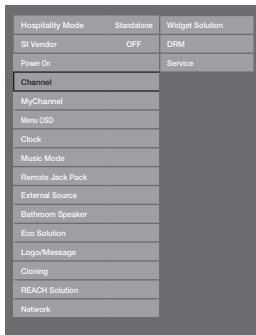 Hospitality Mode Standalone Widget Solution
SI Vendor OFF DRM
Power On Service
Channel
MyChannel
Menu OSD
Clock
Music Mode
Remote Jack Pack
External Source
Bathroom Speaker
Eco Solution
Logo/Message
Cloning
REACH Solution
Network